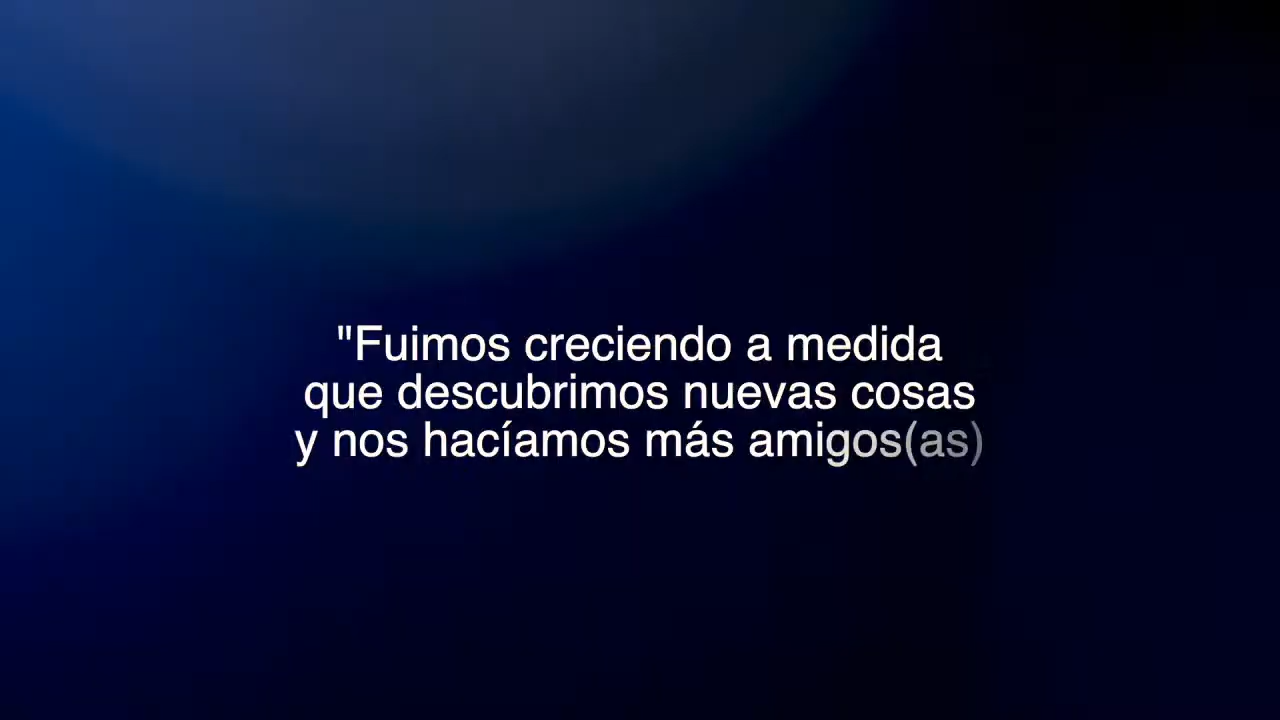 "Fuimos creciendo a medida
que descubrimos nuevas cosas
y nos hacíamos más amigos(as)